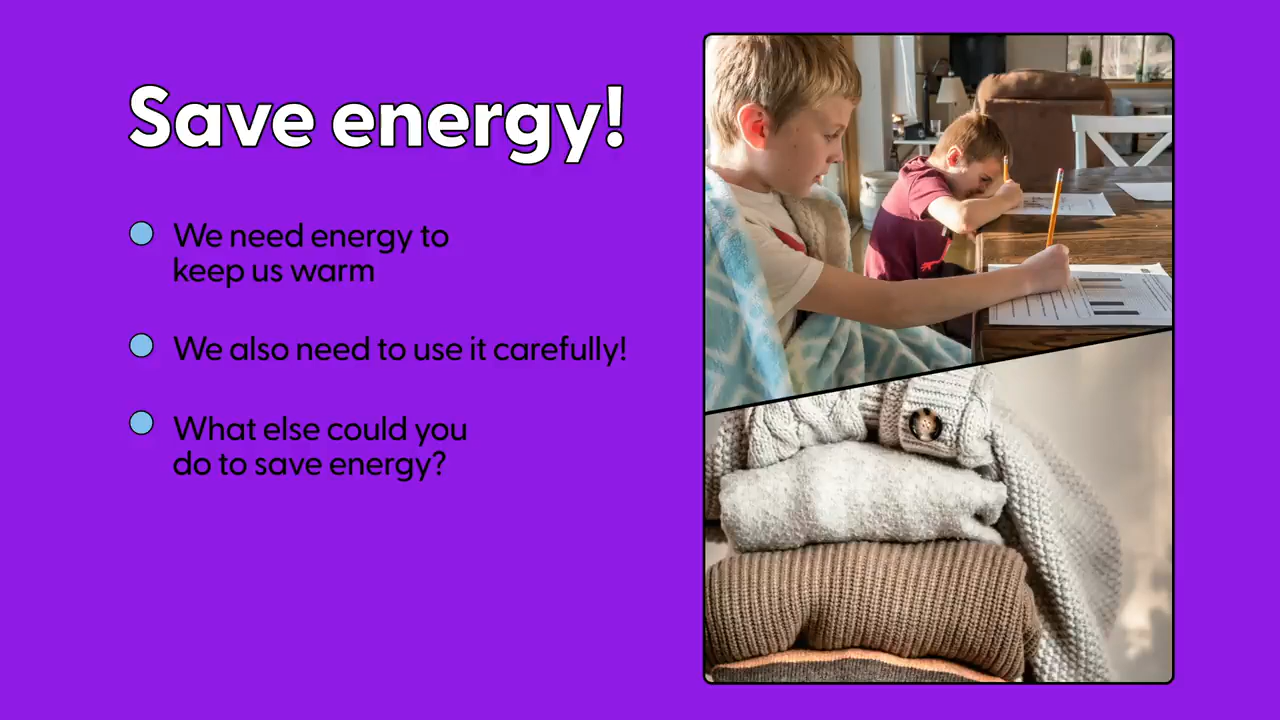 Save energy!
We need energy to
keep us warm
We also need to use it carefully!
What else could you
do to save energy?